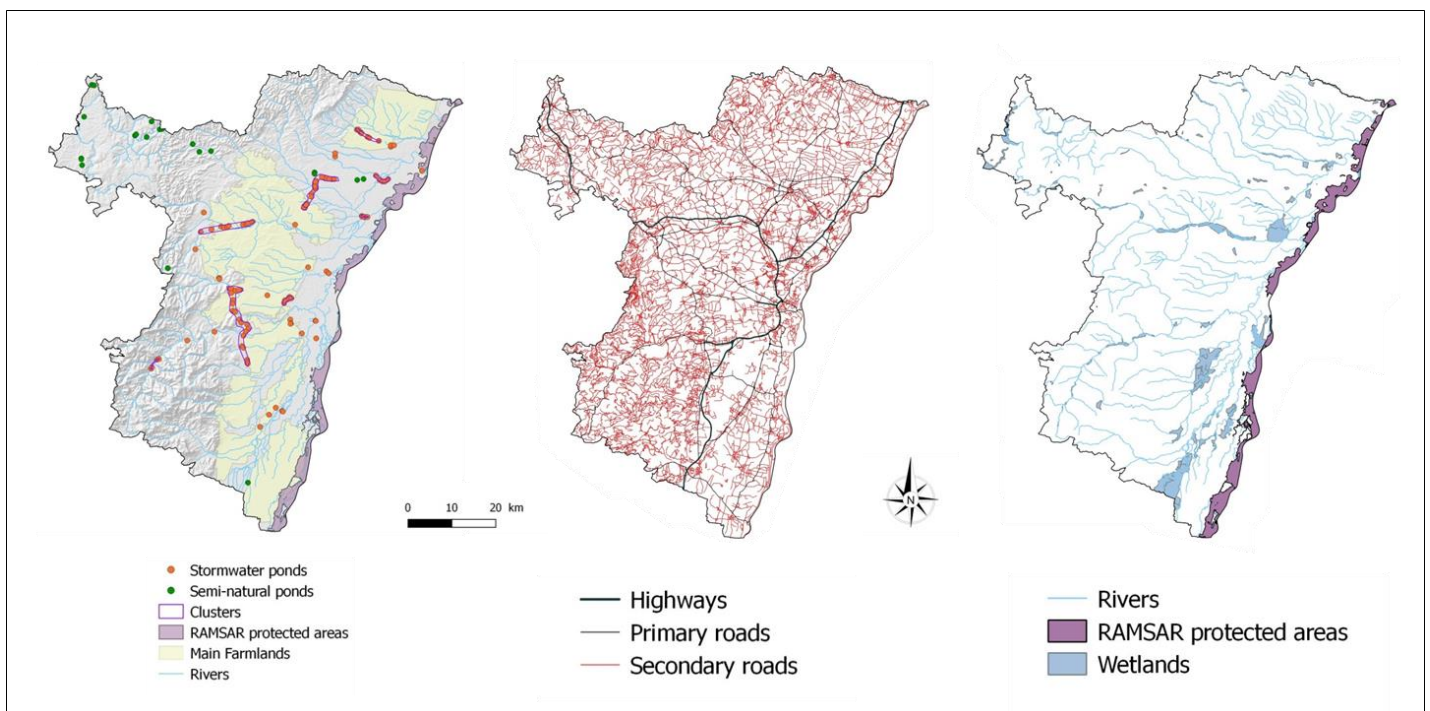 N
0 10 20 km
Stormwater ponds
Semi-natural ponds
Clusters
RAMSAR protected areas
Main Farmlands
Rivers
Highways
Primary roads
Secondary roads
Rivers
RAMSAR protected areas
Wetlands